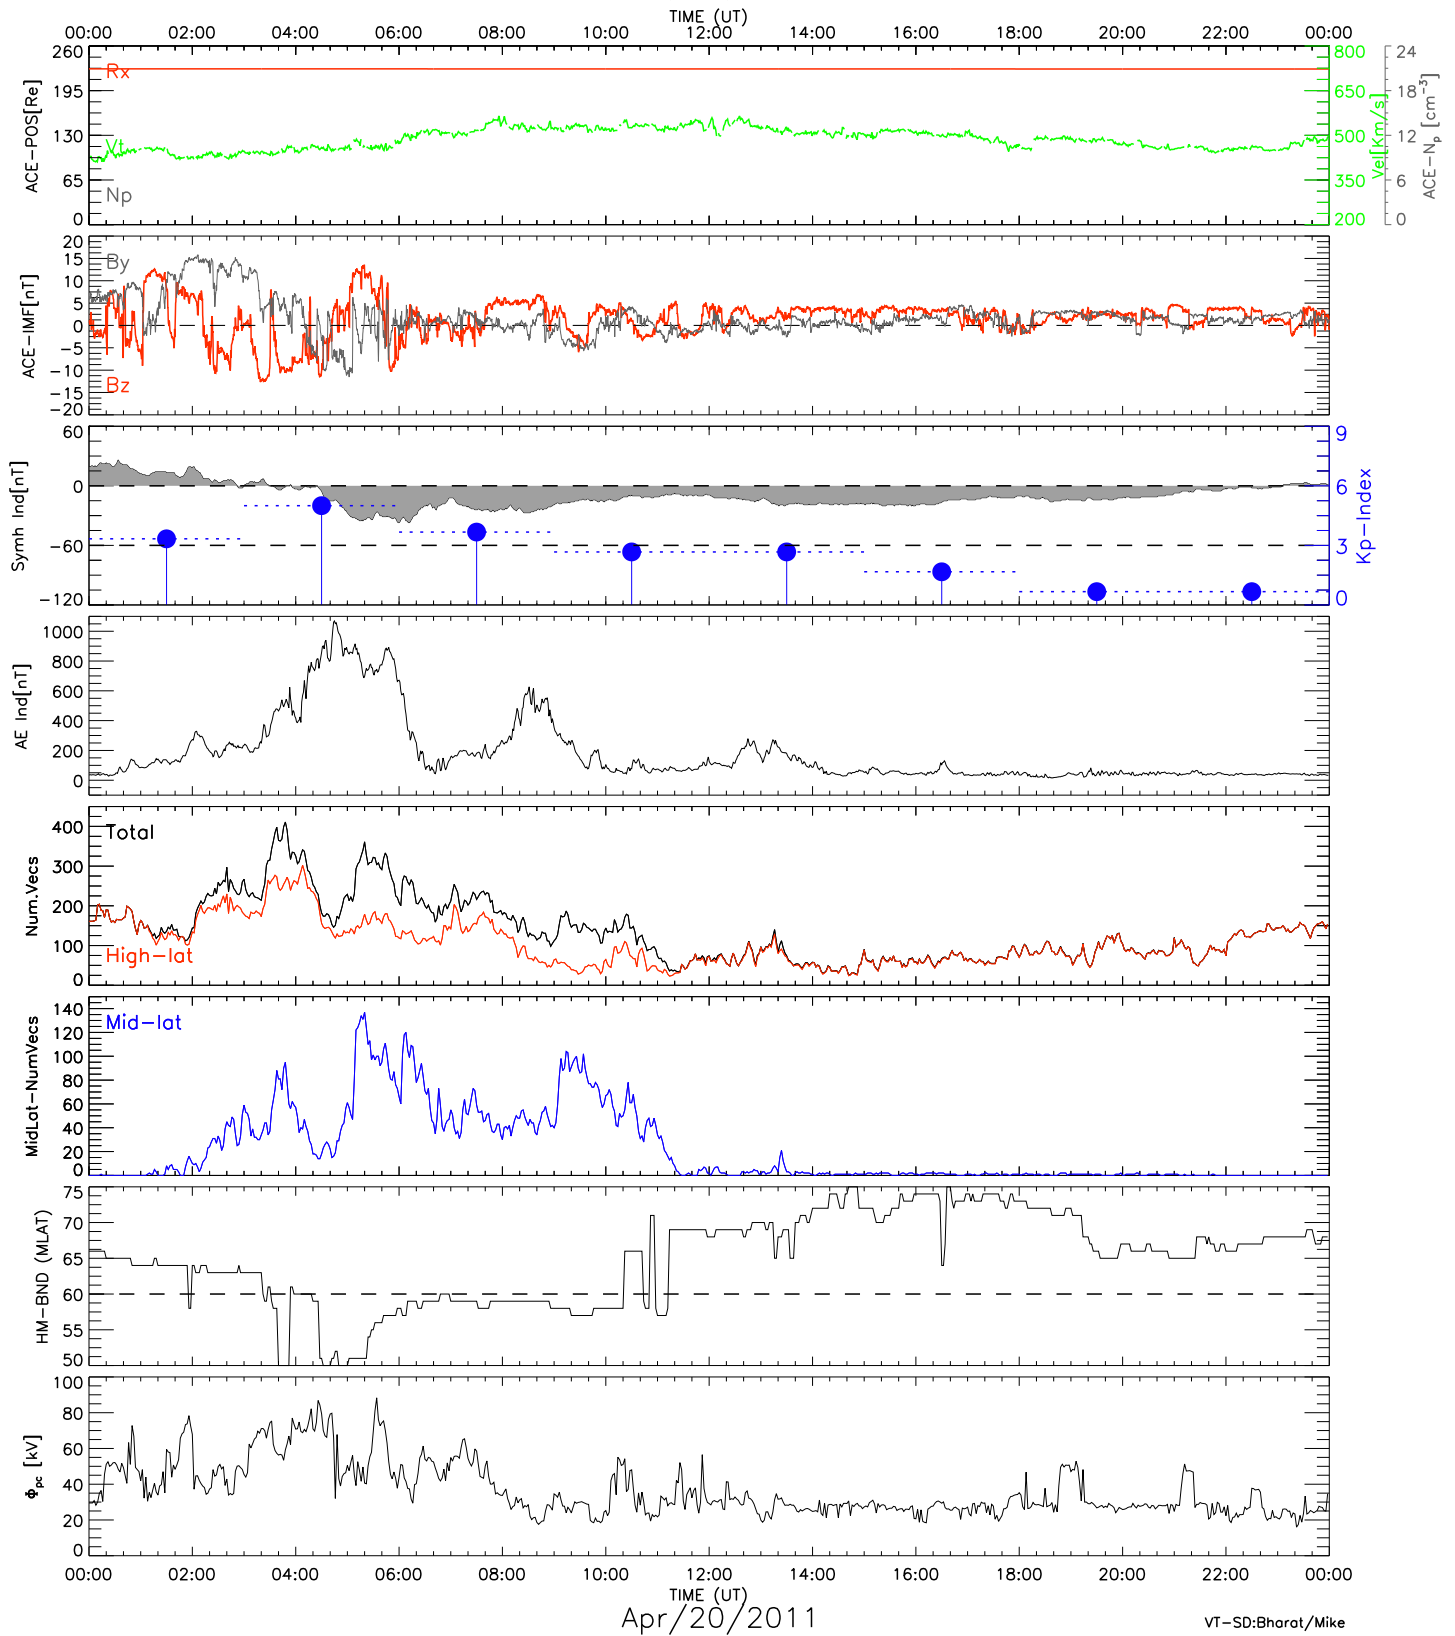 TIME (UT)
00:00 02:00 04:00 06:00 08:00 10:00 12:00 14:00 16:00 18:00 20:00 22:00 00:00
ACE-POS[Re]
260
195
130
65
0
Rx
Vt
Np
800
650
500
350
200
Vel[Km/s]
24
18
12
6
0
ACE-Np [cm⁻³]
ACE-IMF[nT]
20
15
10
5
0
-5
-10
-15
-20
By
Bz
Symh Ind[nT]
60
0
-60
-120
9
6
3
0
Kp-Index
AE Ind[nT]
1000
800
600
400
200
0
Num.Vecs
400
300
200
100
0
Total
High-lat
MidLat-NumVecs
140
120
100
80
60
40
20
0
Mid-lat
HM-BND (MLAT)
75
70
65
60
55
50
Φpc [kV]
100
80
60
40
20
0
00:00 02:00 04:00 06:00 08:00 10:00 12:00 14:00 16:00 18:00 20:00 22:00 00:00
TIME (UT)
Apr/20/2011
VT-SD:Bharat/Mike